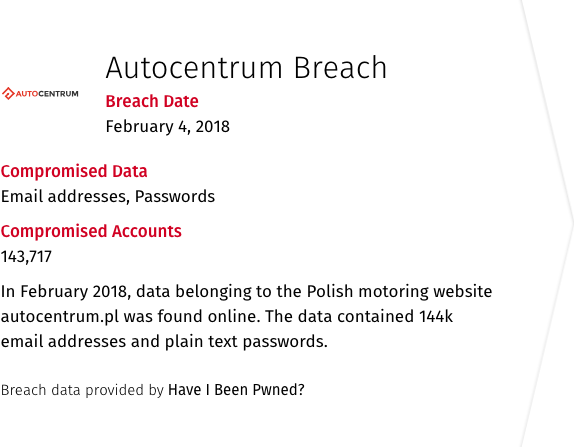 Autocentrum Breach
AUTOCENTRUM
Breach Date
February 4, 2018
Compromised Data
Email addresses, Passwords
Compromised Accounts
143,717
In February 2018, data belonging to the Polish motoring website
autocentrum.pl was found online. The data contained 144k
email addresses and plain text passwords.
Breach data provided by Have I Been Pwned?